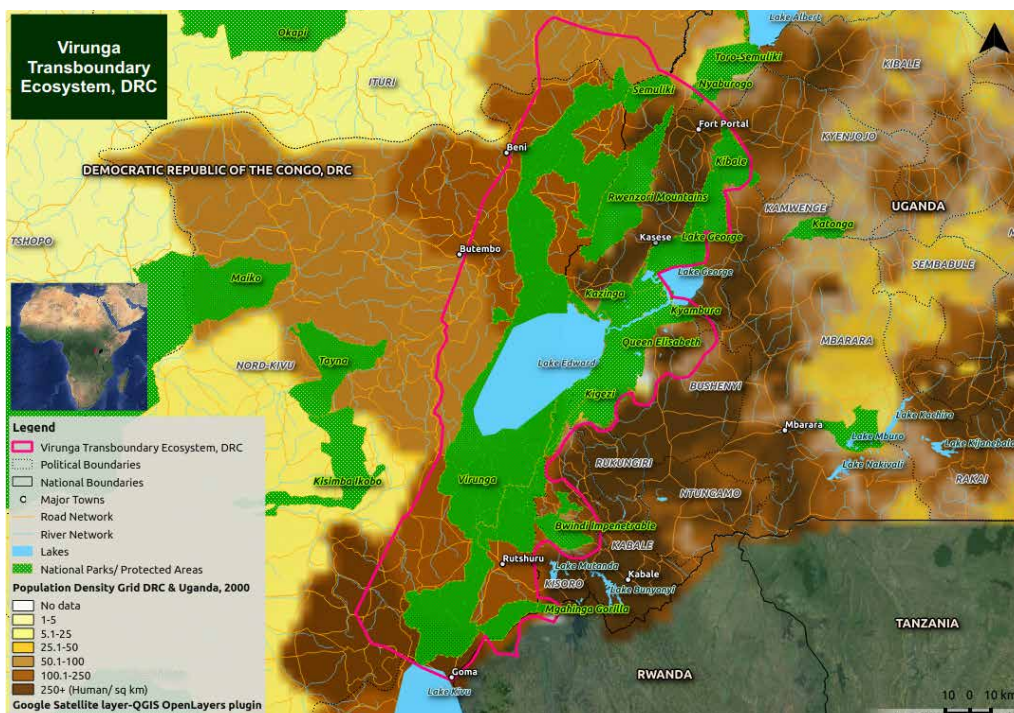 Virunga
Transboundary
Ecosystem, DRC
Okapi
Lake Albert
Toro-Semuliki
ITURI
Semuliki
Nyaburogo
KIBALE
Fort Portal
KYENJOJO
Beni
DEMOCRATIC REPUBLIC OF THE CONGO, DRC
Kibale
Rwenzori Mountains
KAMWENGE
UGANDA
Katonga
TSHOPO
Butembo
Kasese
Lake George
SEMBABULE
Maiko
Lake George
Kazinga
Kyambura
Queen Elisabeth
MBARARA
Tayna
Lake Edward
NORD-KIVU
BUSHENYI
Kigezi
Lake Kachira
Mbarara
Lake Mburo
Lake Kijanebalo
Lake Nakivali
RUKUNGIRI
RAKAI
Kisimba Ikobo
Virunga
NTUNGAMO
Bwindi Impenetrable
KABALE
Rutshuru
Lake Mutanda
KISORO
Kabale
Lake Bunyonyi
Mgahinga Gorilla
TANZANIA
RWANDA
Goma
Lake Kivu
10 0 10 km
Legend
Virunga Transboundary Ecosystem, DRC
Political Boundaries
National Boundaries
Major Towns
Road Network
River Network
Lakes
National Parks/ Protected Areas
Population Density Grid DRC & Uganda, 2000
No data
1-5
5.1-25
25.1-50
50.1-100
100.1-250
250+ (Human/ sq km)
Google Satellite layer-QGIS OpenLayers plugin